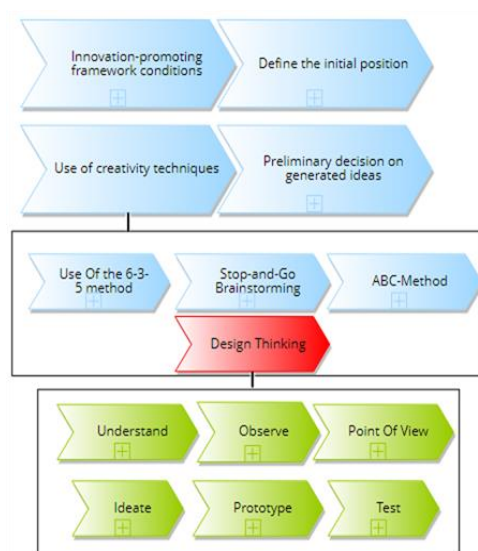 Innovation-promoting
framework conditions
Define the initial position
Use of creativity techniques
Preliminary decision on
generated ideas
Use Of the 6-3-
5 method
Stop-and-Go
Brainstorming
ABC-Method
Design Thinking
Understand
Observe
Point Of View
Ideate
Prototype
Test